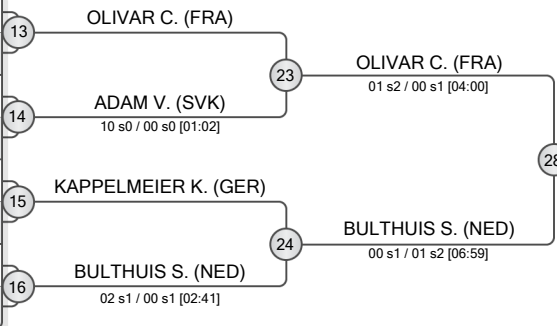 13
OLIVAR C. (FRA)
23
OLIVAR C. (FRA)
01 s2 / 00 s1 [04:00]
14
ADAM V. (SVK)
10 s0 / 00 s0 [01:02]
28
15
KAPPELMEIER K. (GER)
24
BULTHUIS S. (NED)
00 s1 / 01 s2 [06:59]
16
BULTHUIS S. (NED)
02 s1 / 00 s1 [02:41]